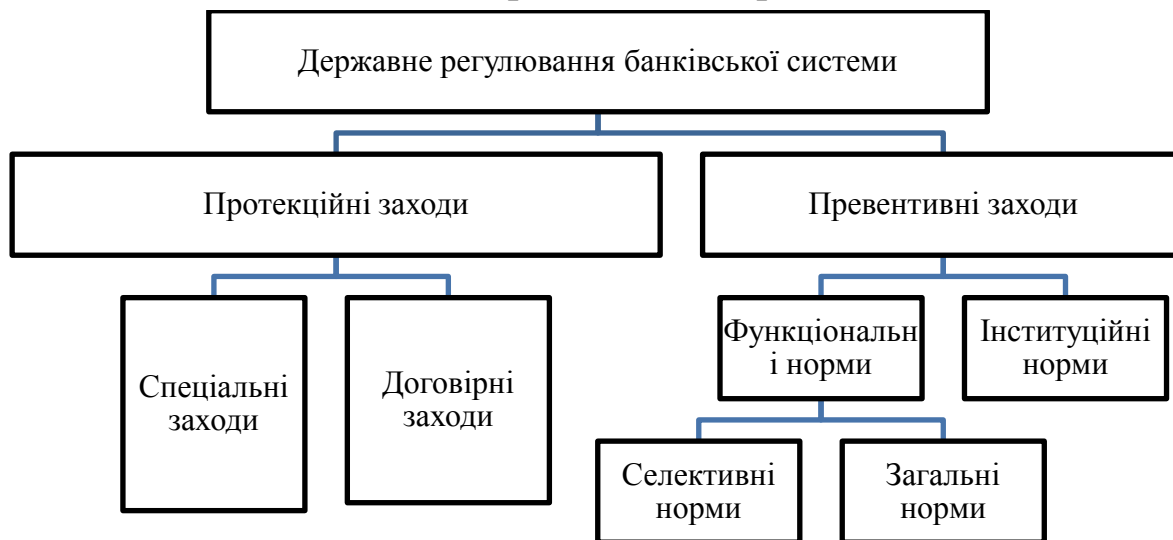 Державне регулювання банківської системи
Протекційні заходи
Превентивні заходи
Спеціальні
заходи
Договірні
заходи
Функціональн
і норми
Інституційні
норми
Селективні
норми
Загальні
норми